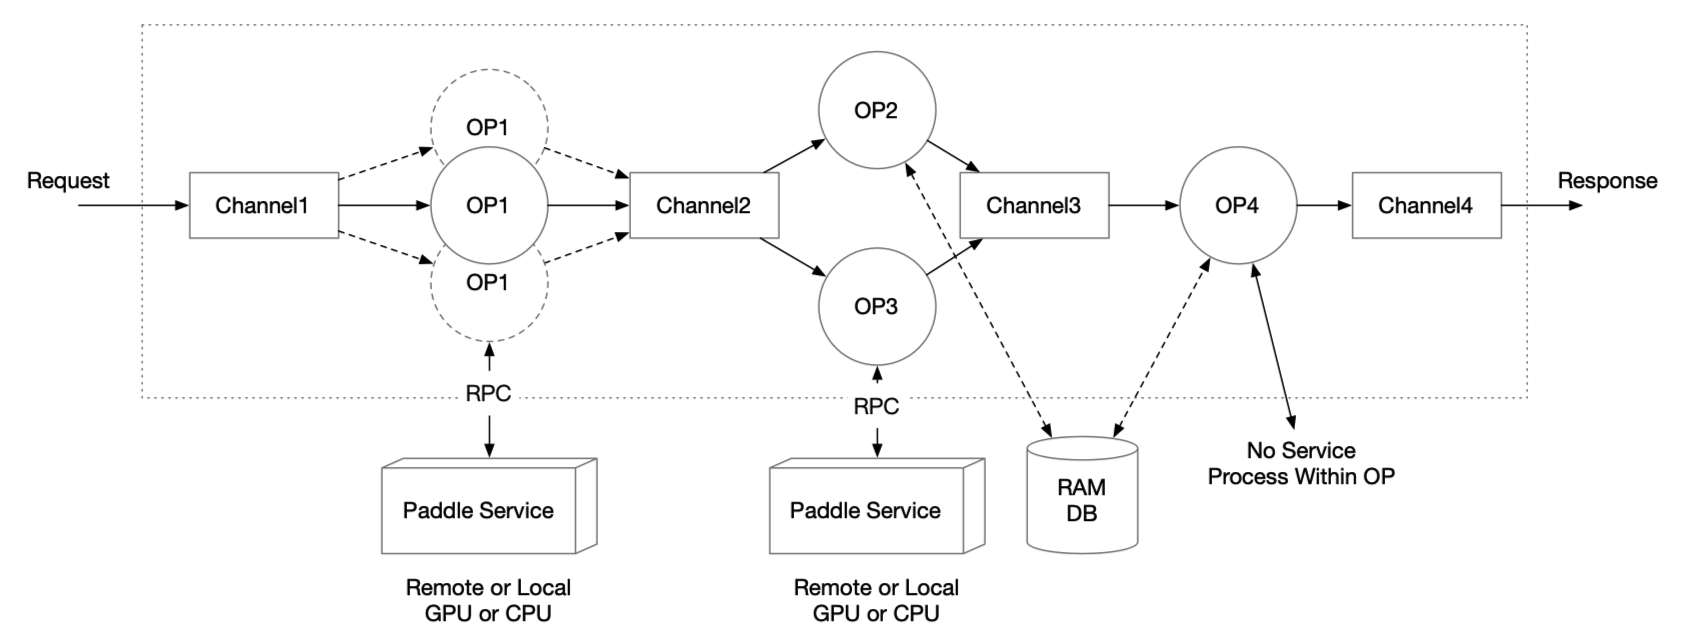 Request
Channel1
OP1
OP1
OP1
Channel2
OP2
OP3
Channel3
OP4
Channel4
Response
RPC
RPC
Paddle Service
Remote or Local
GPU or CPU
Paddle Service
Remote or Local
GPU or CPU
RAM
DB
No Service
Process Within OP